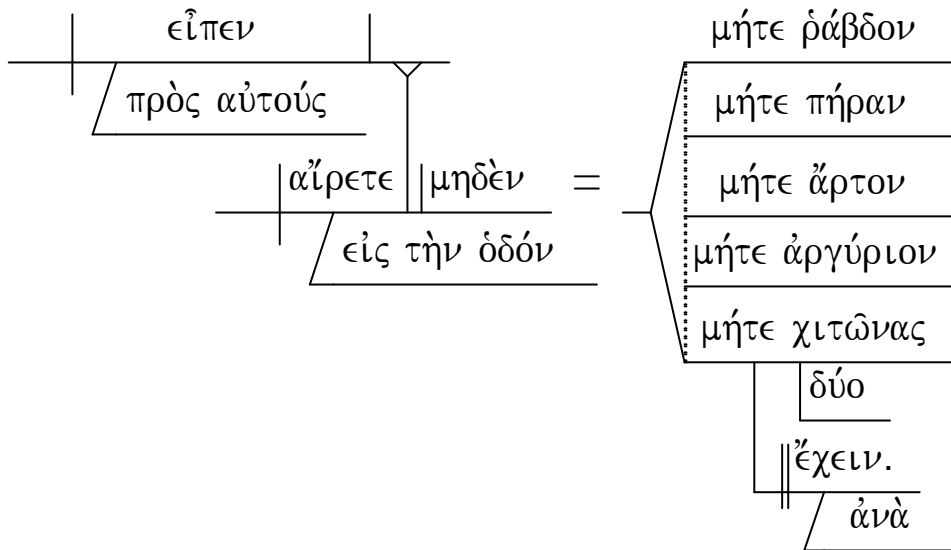 εἶπεν
πρὸς αὐτούς
αἴρετε μηδὲν =
εἰς τὴν ὁδόν
μήτε ῥάβδον
μήτε πήραν
μήτε ἄρτον
μήτε ἀργύριον
μήτε χιτῶνας
δύο
ἔχειν.
ἀνὰ